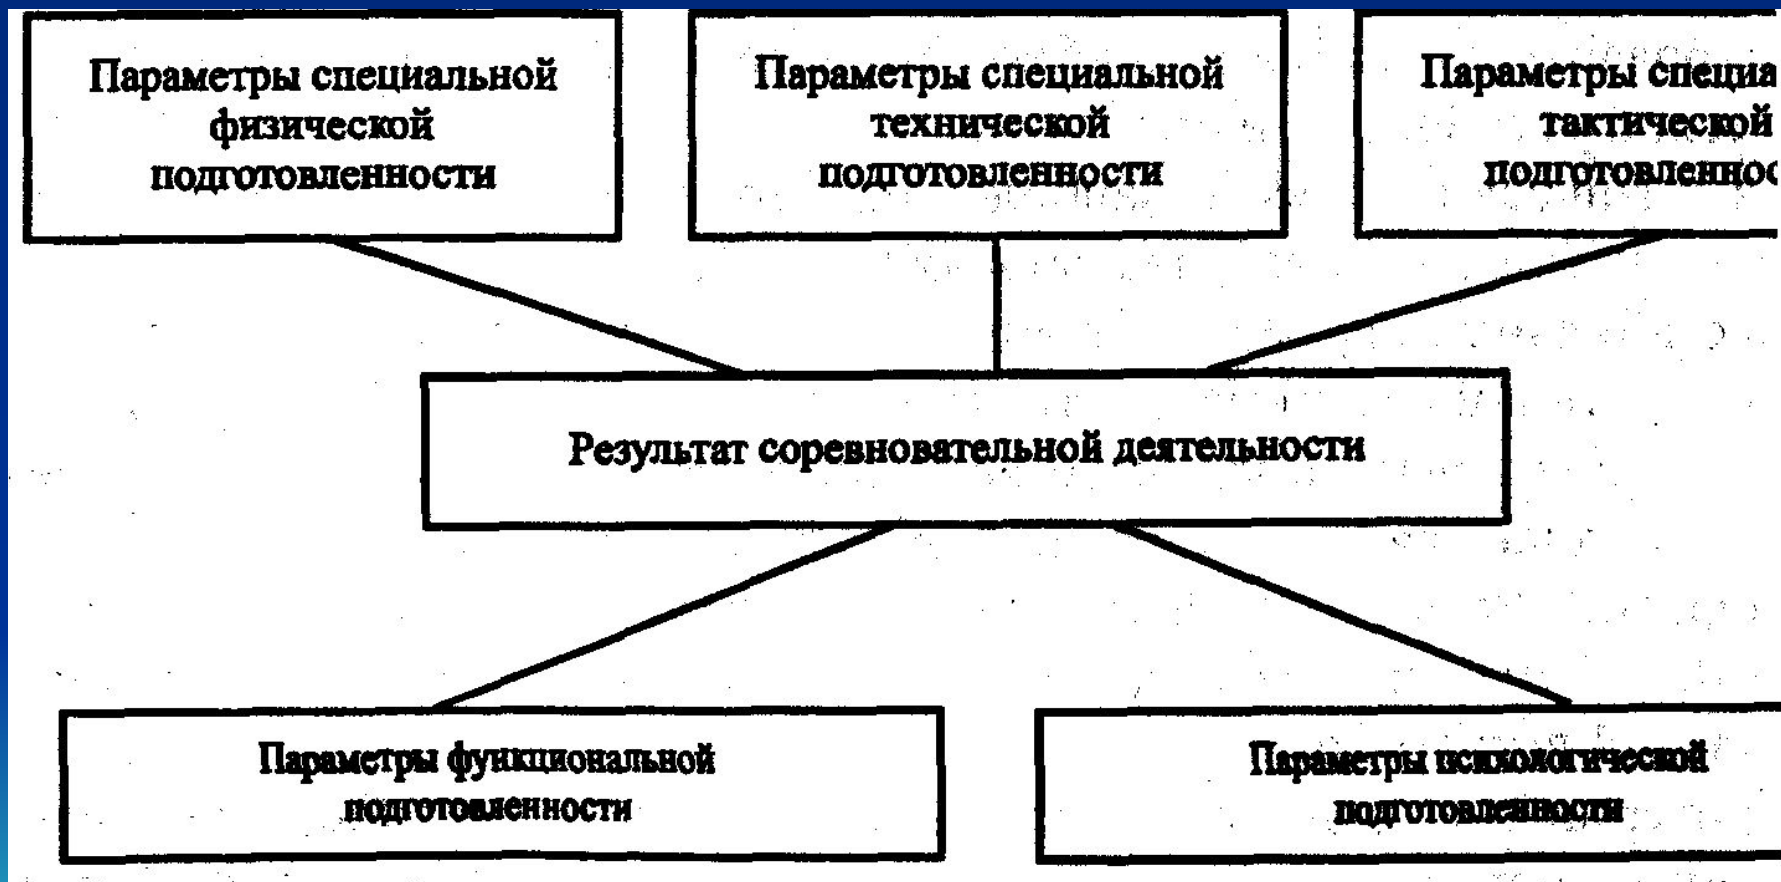 Параметры специальной
физической
подготовленности
Параметры специальной
технической
подготовленности
Параметры специа
тактической
подготовленнос
Результат соревновательной деятельности
Параметры функциональной
подготовленности
Параметры психологической
подготовленности